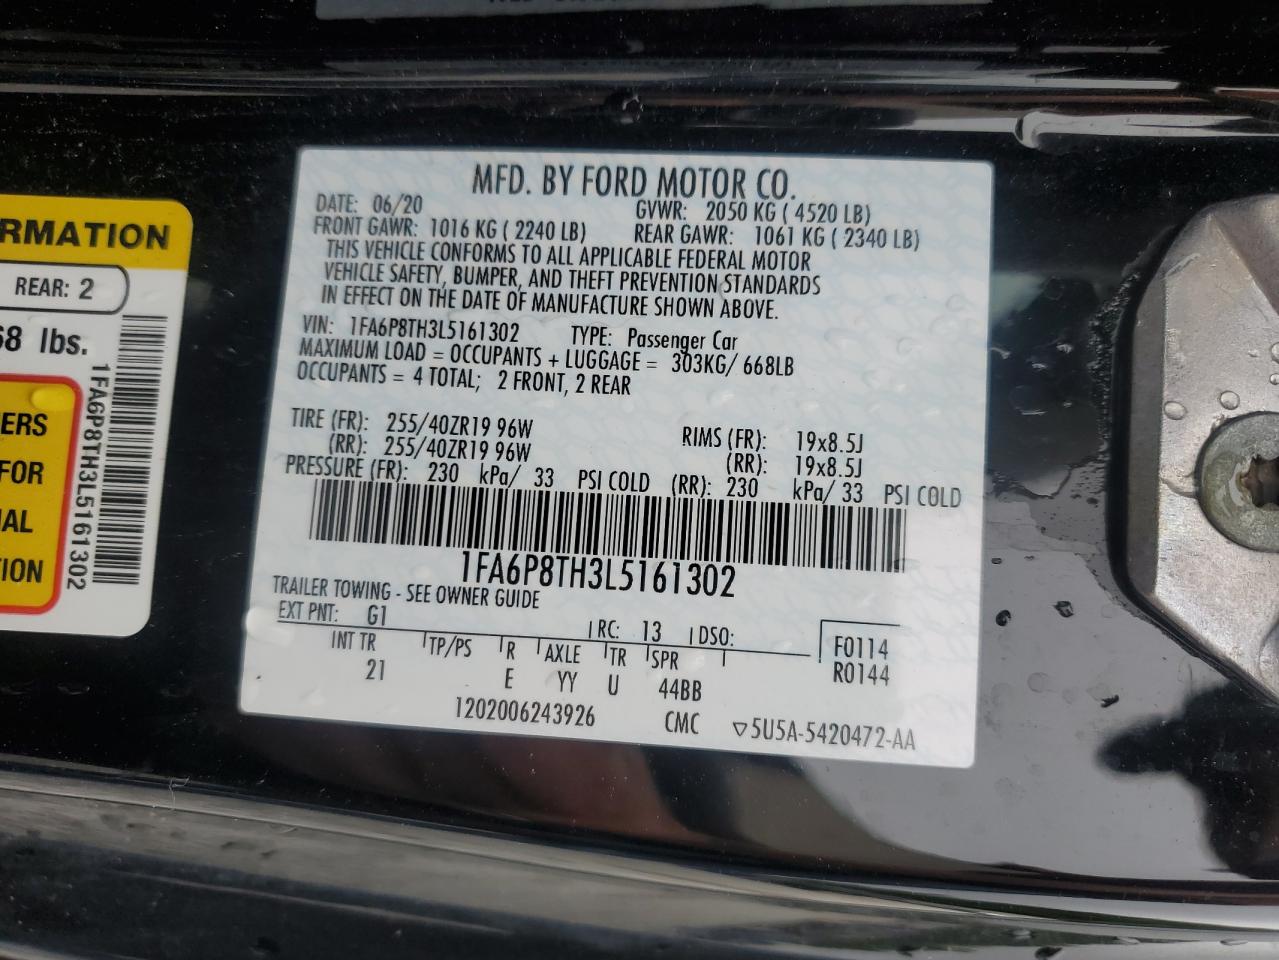 MFD. BY FORD MOTOR CO.
DATE: 06/20 GVWR: 2050 KG ( 4520 LB)
FRONT GAWR: 1016 KG ( 2240 LB) REAR GAWR: 1061 KG ( 2340 LB)
THIS VEHICLE CONFORMS TO ALL APPLICABLE FEDERAL MOTOR
VEHICLE SAFETY, BUMPER, AND THEFT PREVENTION STANDARDS
IN EFFECT ON THE DATE OF MANUFACTURE SHOWN ABOVE.
VIN: 1FA6P8TH3L5161302 TYPE: Passenger Car
MAXIMUM LOAD = OCCUPANTS + LUGGAGE = 303KG/ 668LB
OCCUPANTS = 4 TOTAL; 2 FRONT, 2 REAR
TIRE (FR): 255/40ZR19 96W RIMS (FR): 19x8.5J
(RR): 255/40ZR19 96W (RR): 19x8.5J
PRESSURE (FR): 230 kPa/ 33 PSI COLD (RR): 230 kPa/ 33 PSI COLD
1FA6P8TH3L5161302
TRAILER TOWING - SEE OWNER GUIDE
EXT PNT: G1 RC: 13 DSO: F0114
INT TR TP/PS R AXLE TR SPR R0144
21 E YY U 44BB
1202006243926 CMC ▽5U5A-5420472-AA
RMATION
REAR: 2
68 lbs.
1FA6P8TH3L5161302
ERS
FOR
IAL
ION